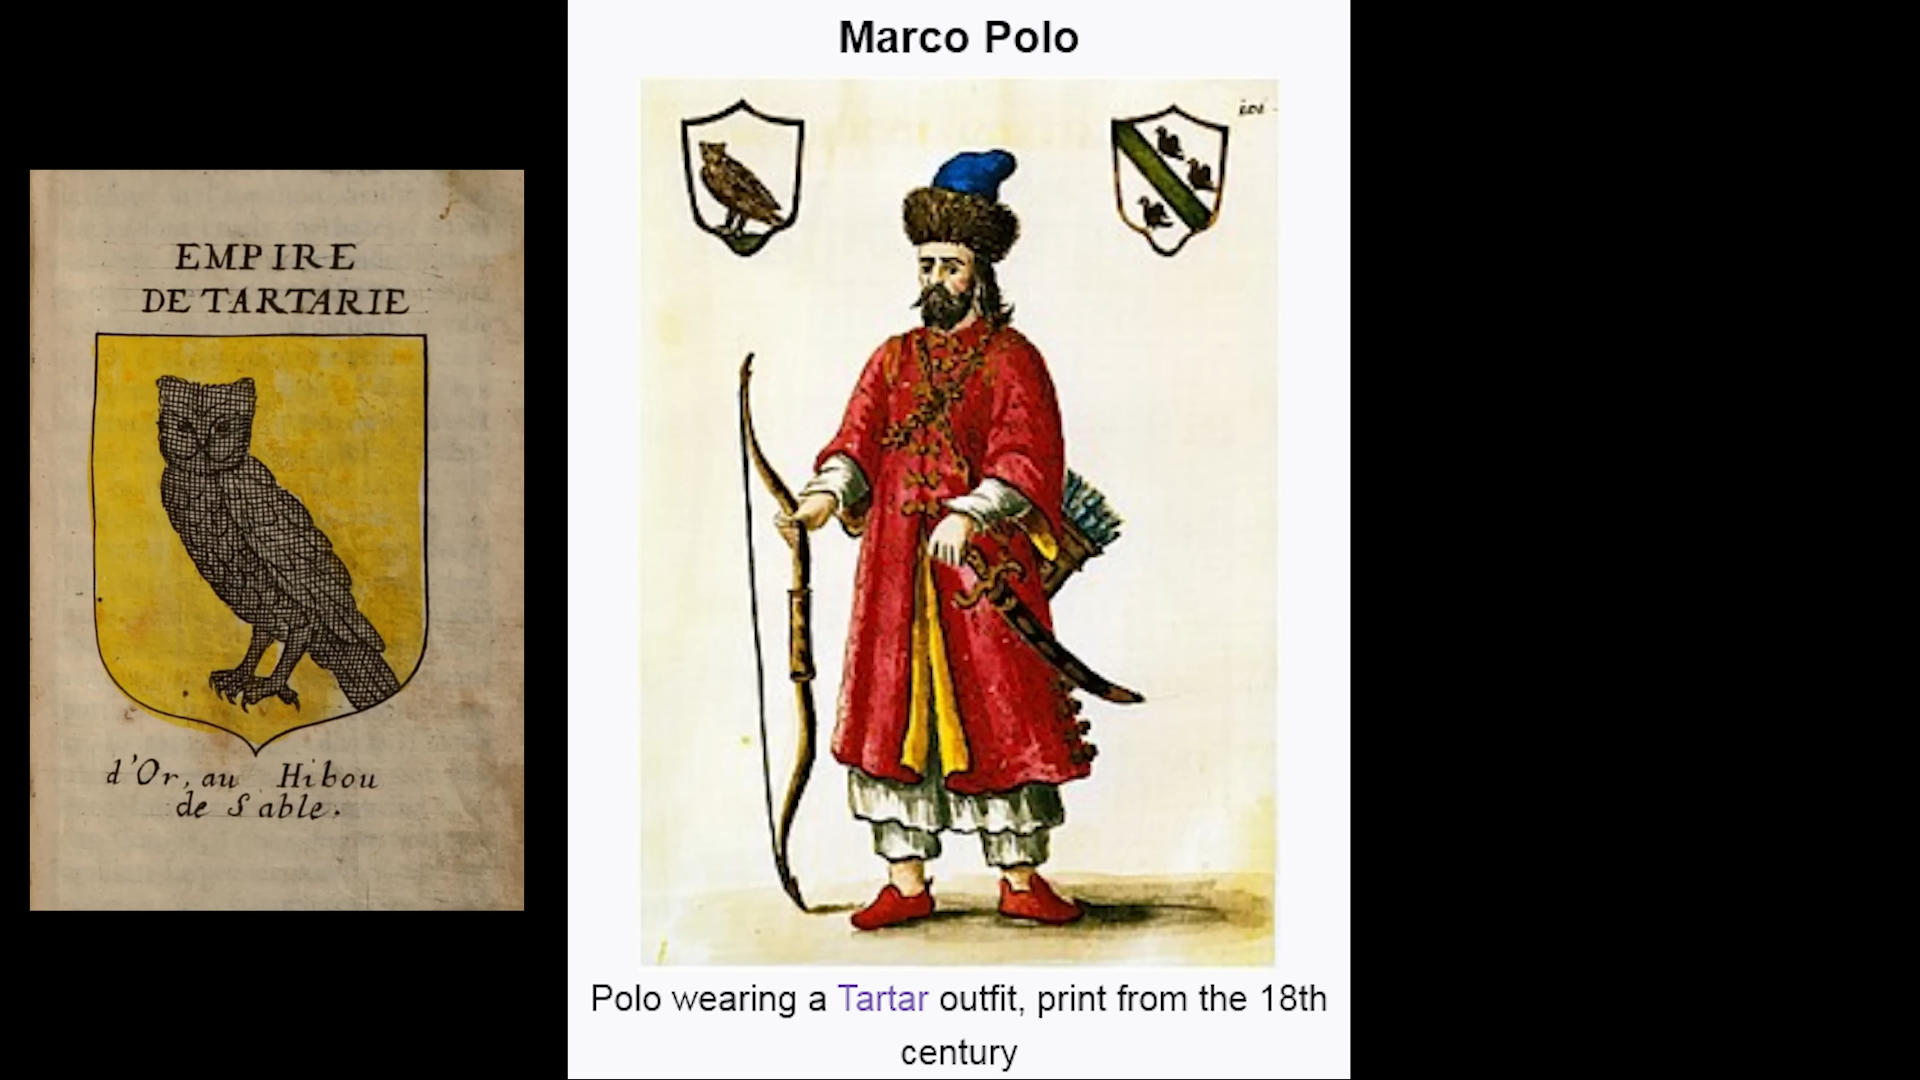 EMPIRE
DE TARTARIE
d'Or, au Hibou
de Sable.
Marco Polo
Polo wearing a Tartar outfit, print from the 18th
century